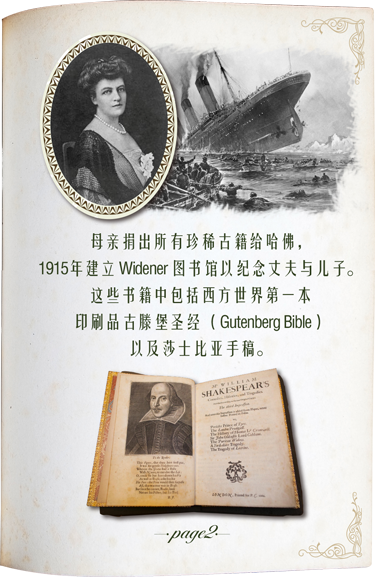 母亲捐出所有珍稀古籍给哈佛，
1915年建立 Widener 图书馆以纪念丈夫与儿子。
这些书籍中包括西方世界第一本
印刷品古滕堡圣经（Gutenberg Bible）
以及莎士比亚手稿。
Mr. WILLIAM
SHAKESPEAR'S
page2